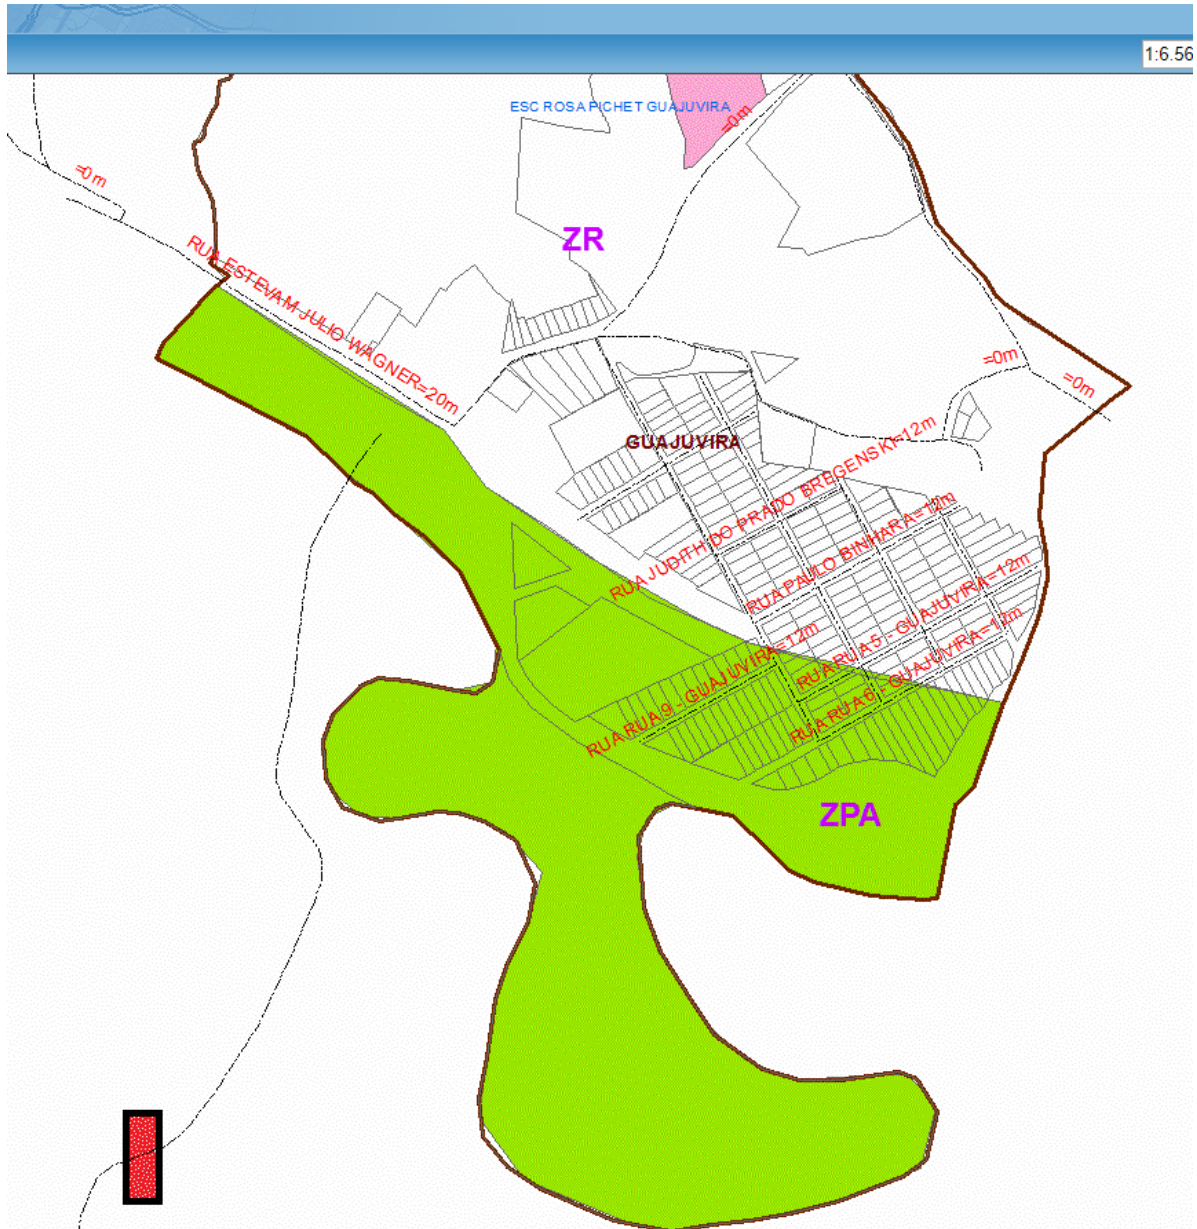 1:6.56
ESC ROSA PICHET GUAJUVIRA
=0m
=0m
ZR
RUA ESTEVAM JULIO WAGNER=20m
=0m
=0m
GUAJUVIRA
RUA JUDITH DO PRADO BREGENSKI=12m
RUA PAULO BINHARA=12m
RUA RUA 5 - GUAJUVIRA=12m
RUA RUA 6 - GUAJUVIRA=12m
RUA RUA 9 - GUAJUVIRA=12m
ZPA